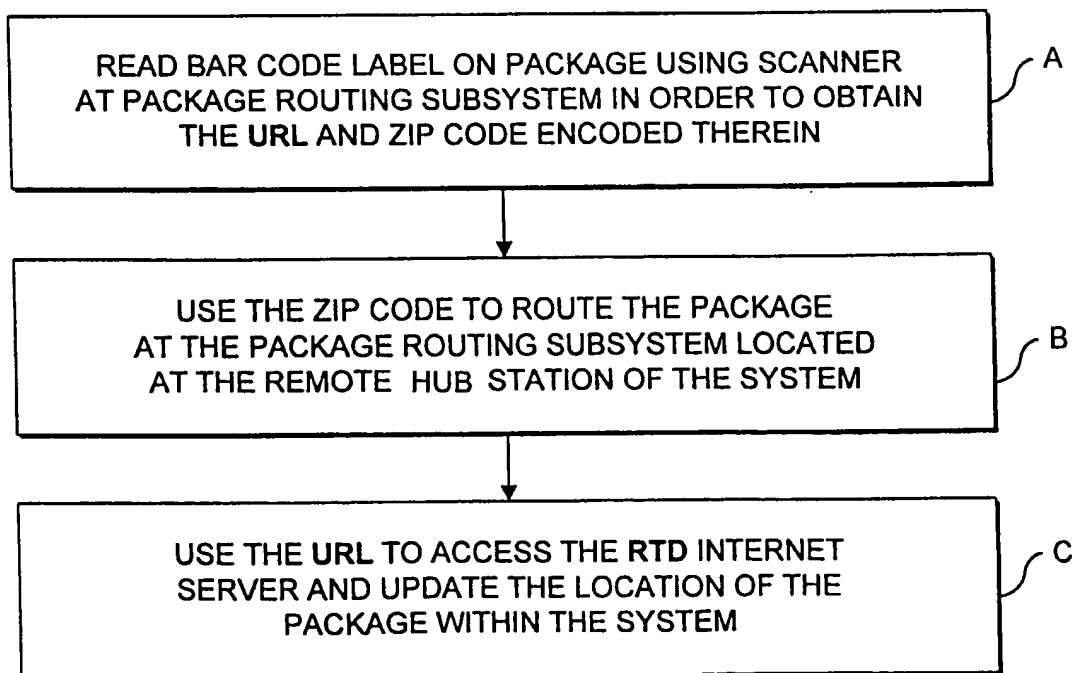 READ BAR CODE LABEL ON PACKAGE USING SCANNER
AT PACKAGE ROUTING SUBSYSTEM IN ORDER TO OBTAIN
THE URL AND ZIP CODE ENCODED THEREIN
A
USE THE ZIP CODE TO ROUTE THE PACKAGE
AT THE PACKAGE ROUTING SUBSYSTEM LOCATED
AT THE REMOTE HUB STATION OF THE SYSTEM
B
USE THE URL TO ACCESS THE RTD INTERNET
SERVER AND UPDATE THE LOCATION OF THE
PACKAGE WITHIN THE SYSTEM
C